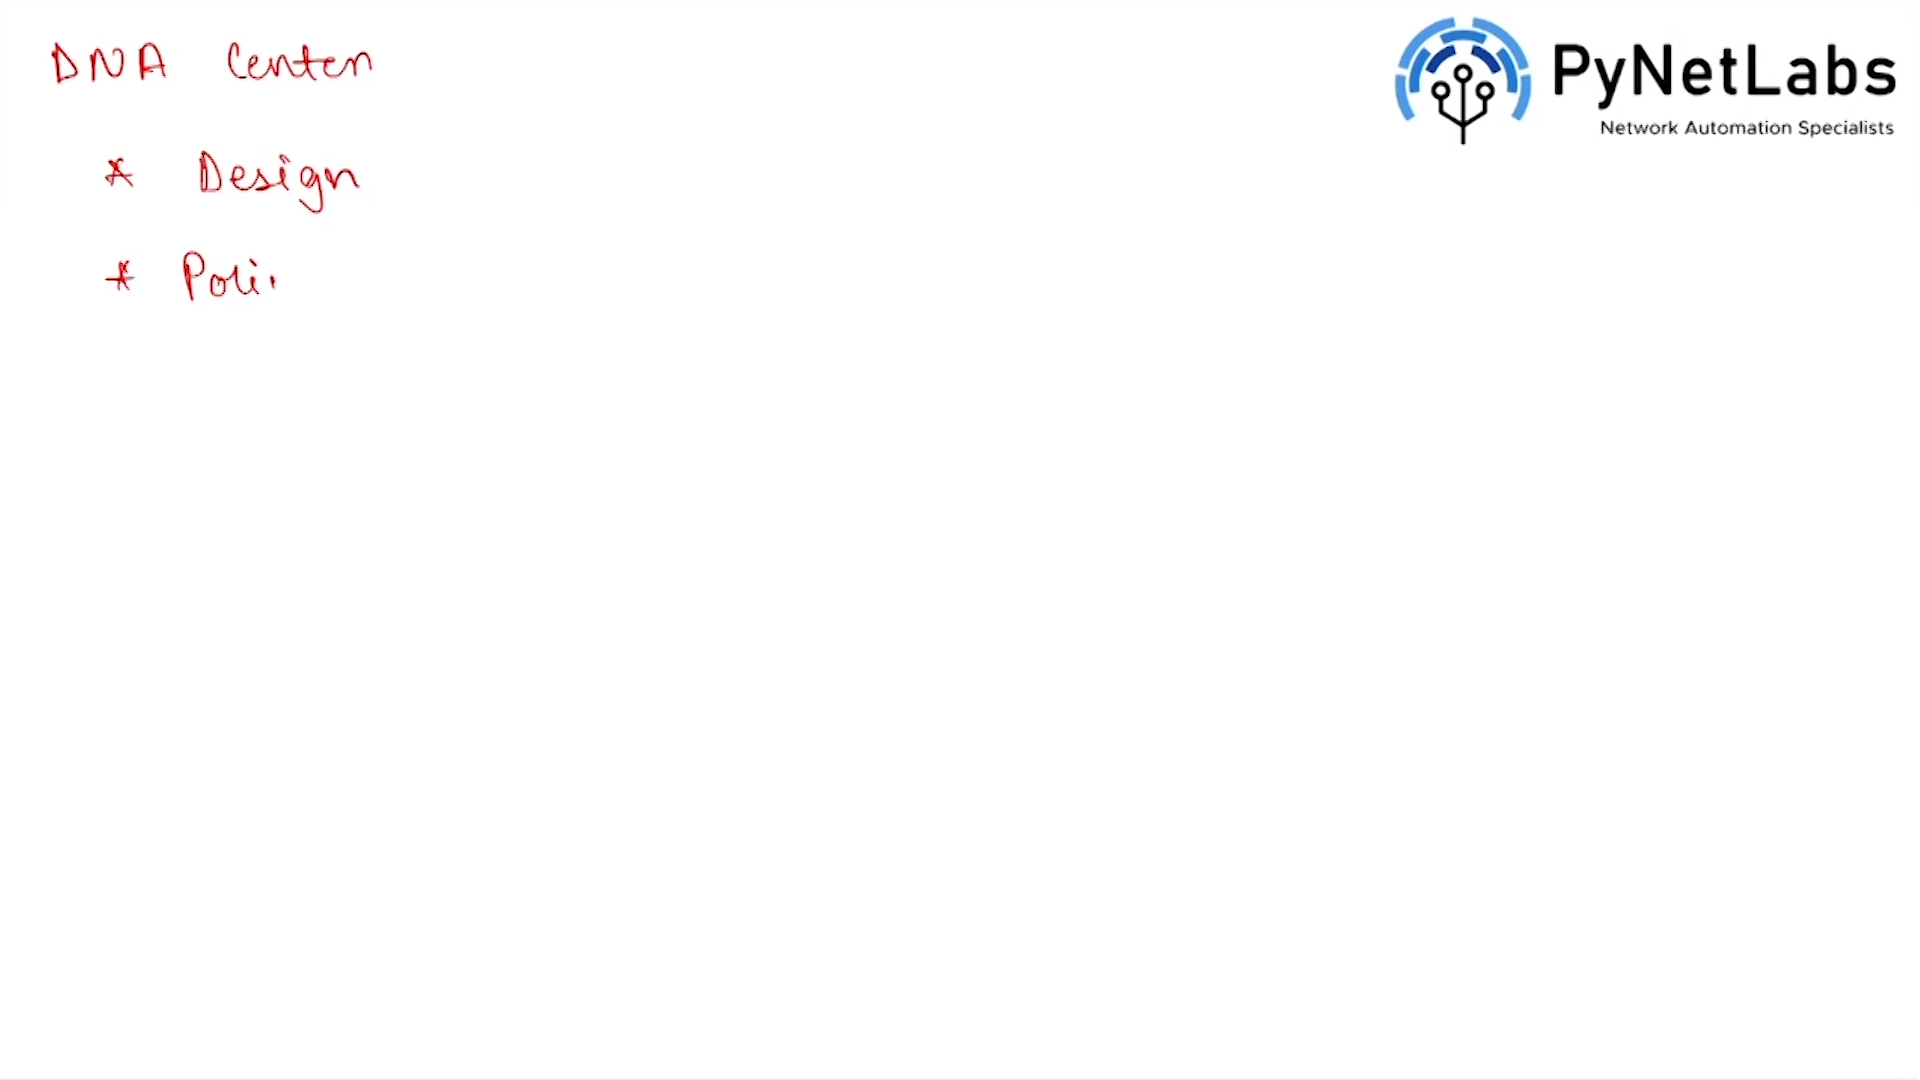 DNA Center
PyNetLabs
Network Automation Specialists
* Design
* Poli